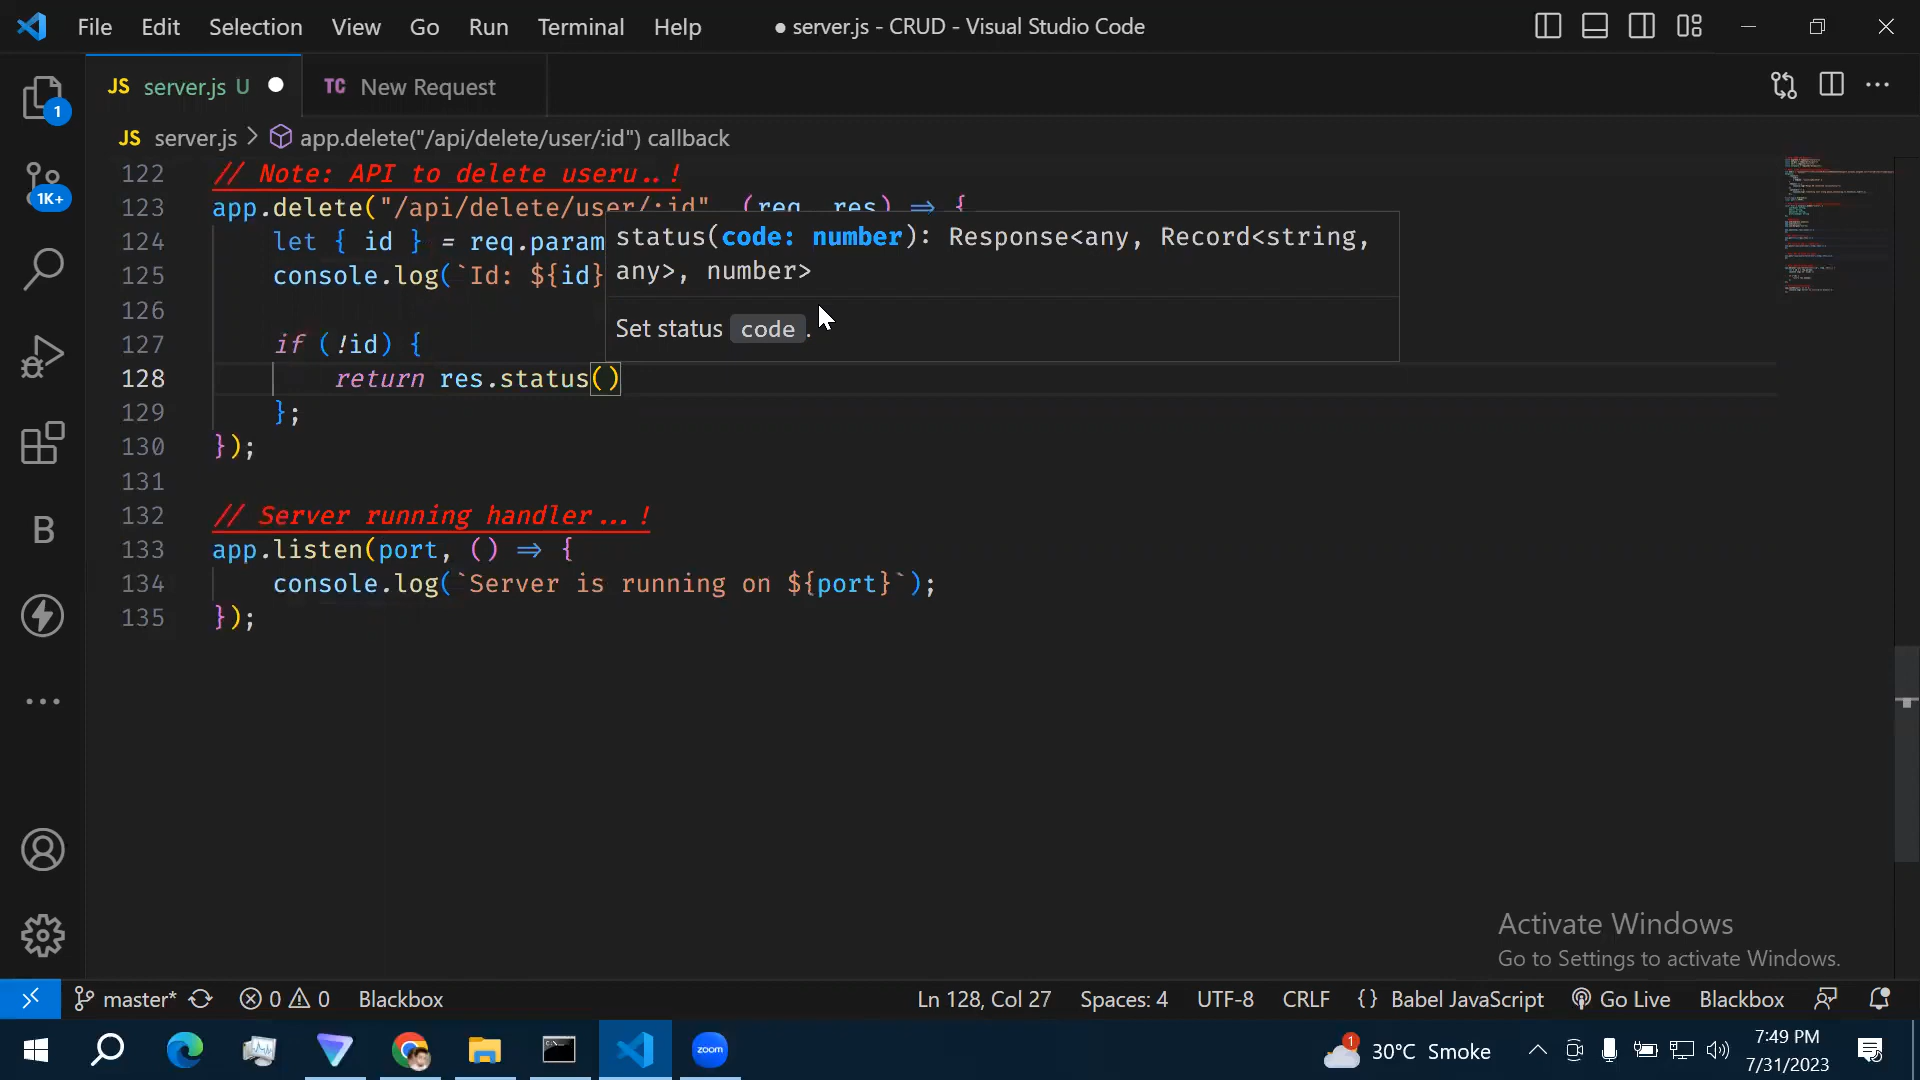 File Edit Selection View Go Run Terminal Help
● server.js - CRUD - Visual Studio Code
JS server.js U ●
TC New Request
1
JS server.js > app.delete("/api/delete/user/:id") callback
1K+
122 // Note: API to delete useru..!
123 app.delete("/api/delete/user/:id", (req, res) => {
124 let { id } = req.param
125 console.log(`Id: ${id}
126
127 if (!id) {
128 return res.status()
129 };
130 });
131
132 // Server running handler...!
133 app.listen(port, () => {
134 console.log(`Server is running on ${port}`);
135 });
status(code: number): Response<any, Record<string,
any>, number>
Set status code.
B
Activate Windows
Go to Settings to activate Windows.
master* 0 0 Blackbox
Ln 128, Col 27 Spaces: 4 UTF-8 CRLF {} Babel JavaScript Go Live Blackbox
zoom
1 30°C Smoke
7:49 PM
7/31/2023